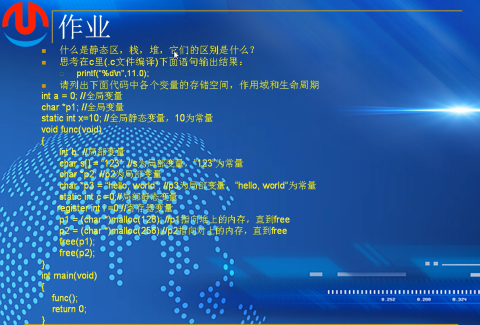 作业
什么是静态区，栈，堆，它们的区别是什么？
思考在c里(.c文件编译)下面语句输出结果：
printf("%d\n",11.0);
请列出下面代码中各个变量的存储空间，作用域和生命周期
int a = 0; //全局变量
char *p1; //全局变量
static int x=10; //全局静态变量，10为常量
void func(void)
{
int b; //局部变量
char s[] = "123" //s为局部变量，"123"为常量
char *p2; //p2为局部变量
char *p3 = "hello, world" //p3为局部变量，"hello, world"为常量
static int c =0 //局部静态变量
register int i =0 //寄存器变量
p1 = (char *)malloc(128) //p1指向堆上的内存，直到free
p2 = (char *)malloc(256) //p2指向对上的内存，直到free
free(p1);
free(p2);
}
int main(void)
{
func();
return 0;
}
0.252 0.288 0.324